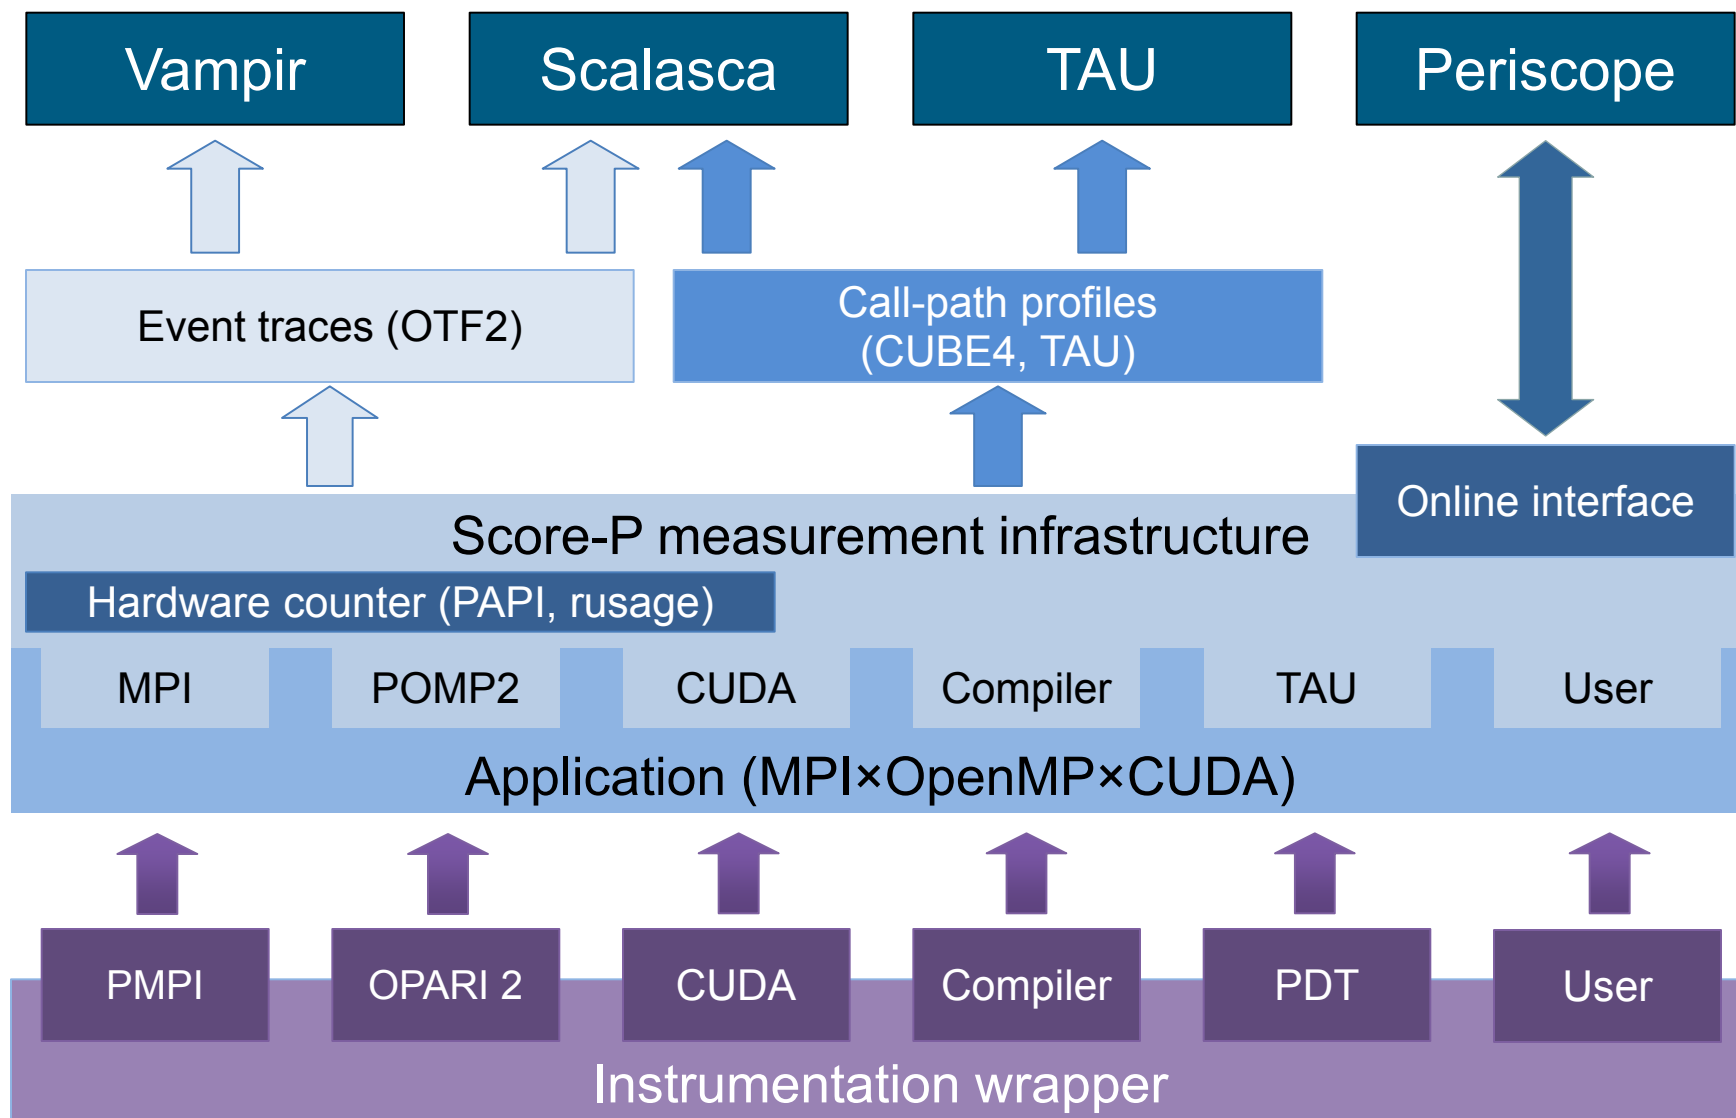 Vampir
Scalasca
TAU
Periscope
Event traces (OTF2)
Call-path profiles
(CUBE4, TAU)
Online interface
Score-P measurement infrastructure
Hardware counter (PAPI, rusage)
MPI
POMP2
CUDA
Compiler
TAU
User
Application (MPI×OpenMP×CUDA)
PMPI
OPARI 2
CUDA
Compiler
PDT
User
Instrumentation wrapper